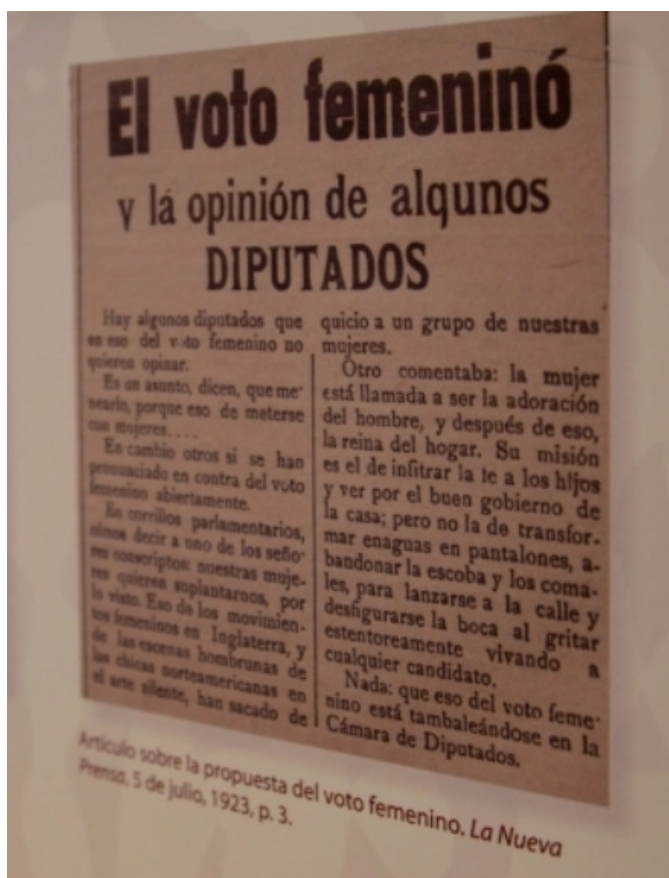 El voto femeninó
y lá opinión de algunos
DIPUTADOS
Hay algunos diputados que
en eso del voto femenino no
quieren opinar.
Es un asunto, dicen, que me-
nearlo, porque eso de meterse
con mujeres....
En cambio otros si se han
pronunciado en contra del voto
femenino abiertamente.
En corrillos parlamentarios,
oímos decir a uno de los seño-
res conscriptos: nuestras muje-
res quieren suplantarnos, por
lo visto. Eso de los movimien-
tos femeninos en Inglaterra, y
de las escenas hombrunas de
las chicas norteamericanas en
el arte silente, han sacado de
quicio a un grupo de nuestras
mujeres.
Otro comentaba: la mujer
está llamada a ser la adoración
del hombre, y después de eso,
la reina del hogar. Su misión
es el de infitrar la te a los hijos
y ver por el buen gobierno de
la casa; pero no la de transfor-
mar enaguas en pantalones, a-
bandonar la escoba y los coma-
les, para lanzarse a la calle y
desfigurarse la boca al gritar
estentoreamente vivando a
cualquier candidato.
Nada: que eso del voto feme-
nino está tambaleándose en la
Cámara de Diputados.
Artículo sobre la propuesta del voto femenino. La Nueva
Prensa, 5 de julio, 1923, p. 3.